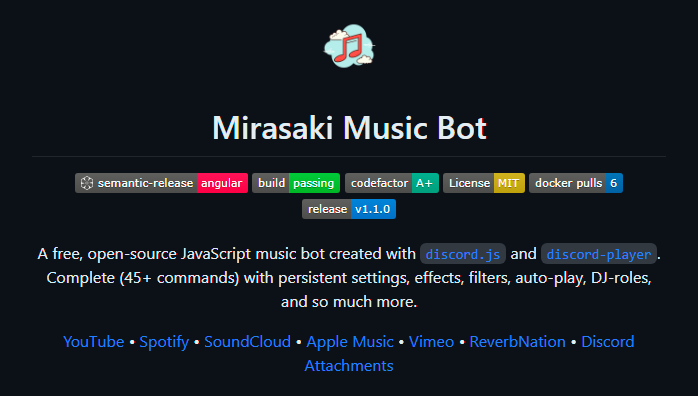 Mirasaki Music Bot
semantic-release angular build passing codefactor A+ License MIT docker pulls 6
release v1.1.0
A free, open-source JavaScript music bot created with discord.js and discord-player.
Complete (45+ commands) with persistent settings, effects, filters, auto-play, DJ-roles,
and so much more.
YouTube • Spotify • SoundCloud • Apple Music • Vimeo • ReverbNation • Discord
Attachments